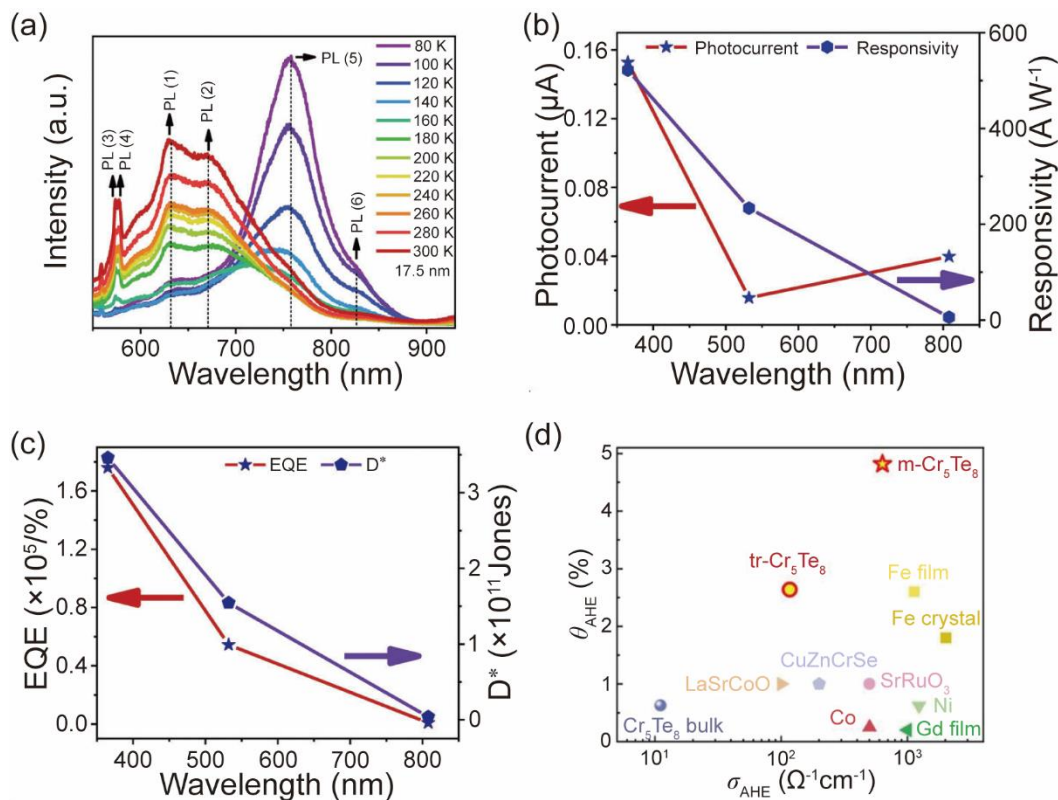 (a)
PL (1)
PL (2)
PL (3)
PL (4)
PL (5)
PL (6)
80 K
100 K
120 K
140 K
160 K
180 K
200 K
220 K
240 K
260 K
280 K
300 K
17.5 nm
Intensity (a.u.)
600 700 800 900
Wavelength (nm)
(b)
Photocurrent Responsivity
Photocurrent (μA)
0.16
0.12
0.08
0.04
0.00
Responsivity (A W⁻¹)
600
400
200
0
400 500 600 700 800
Wavelength (nm)
(c)
EQE D*
EQE (×10⁵/%)
1.8
1.2
0.6
0.0
D* (×10¹¹Jones)
3
2
1
0
400 500 600 700 800
Wavelength (nm)
(d)
θAHE (%)
5
4
3
2
1
0
m-Cr₅Te₈
tr-Cr₅Te₈
Fe film
Fe crystal
CuZnCrSe
LaSrCoO
SrRuO₃
Ni
Co
Cr₅Te₈ bulk
Gd film
10¹ 10² 10³
σAHE (Ω⁻¹cm⁻¹)